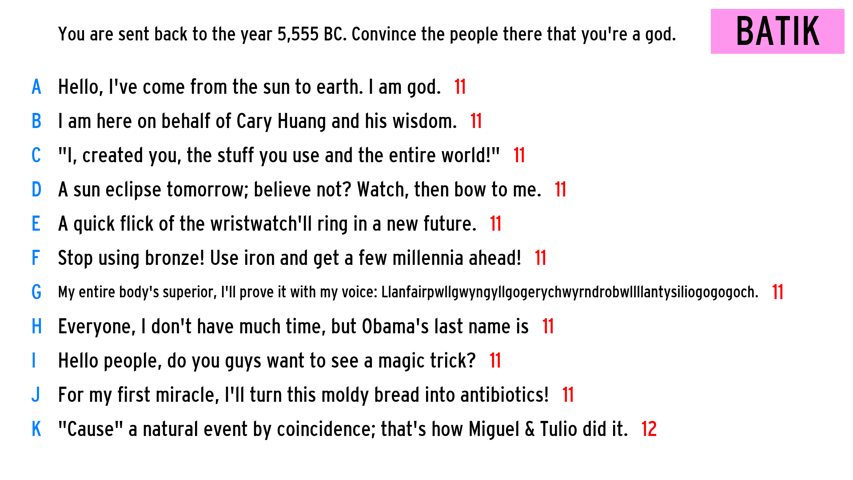 You are sent back to the year 5,555 BC. Convince the people there that you're a god.
BATIK
A Hello, I've come from the sun to earth. I am god. 11
B I am here on behalf of Cary Huang and his wisdom. 11
C "I, created you, the stuff you use and the entire world!" 11
D A sun eclipse tomorrow; believe not? Watch, then bow to me. 11
E A quick flick of the wristwatch'll ring in a new future. 11
F Stop using bronze! Use iron and get a few millennia ahead! 11
G My entire body's superior, I'll prove it with my voice: Llanfairpwllgwyngyllgogerychwyrndrobwllllantysiliogogogoch. 11
H Everyone, I don't have much time, but Obama's last name is 11
I Hello people, do you guys want to see a magic trick? 11
J For my first miracle, I'll turn this moldy bread into antibiotics! 11
K "Cause" a natural event by coincidence; that's how Miguel & Tulio did it. 12